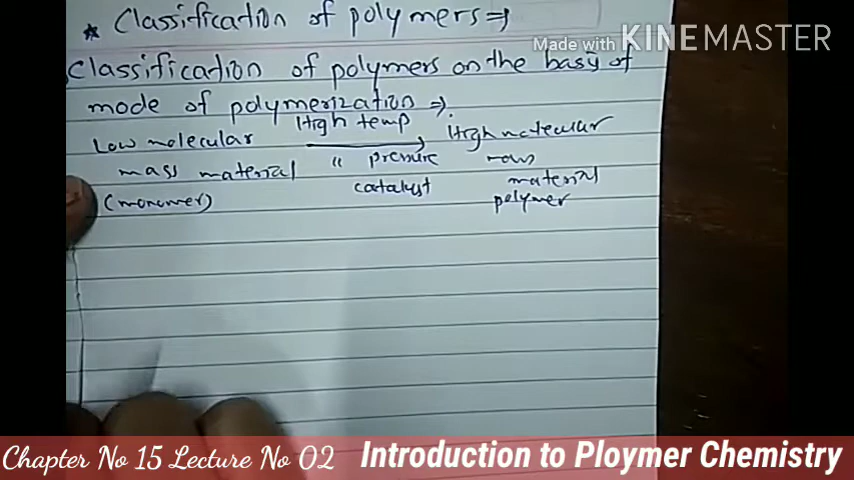 * Classification of polymers ⇒
Made with KINEMASTER
Classification of polymers on the basy of
mode of polymerization ⇒.
Low molecular High temp High molecular
mass material " pressure mass material
(monomer) catalyst polymer
Chapter No 15 Lecture No 02 Introduction to Ploymer Chemistry